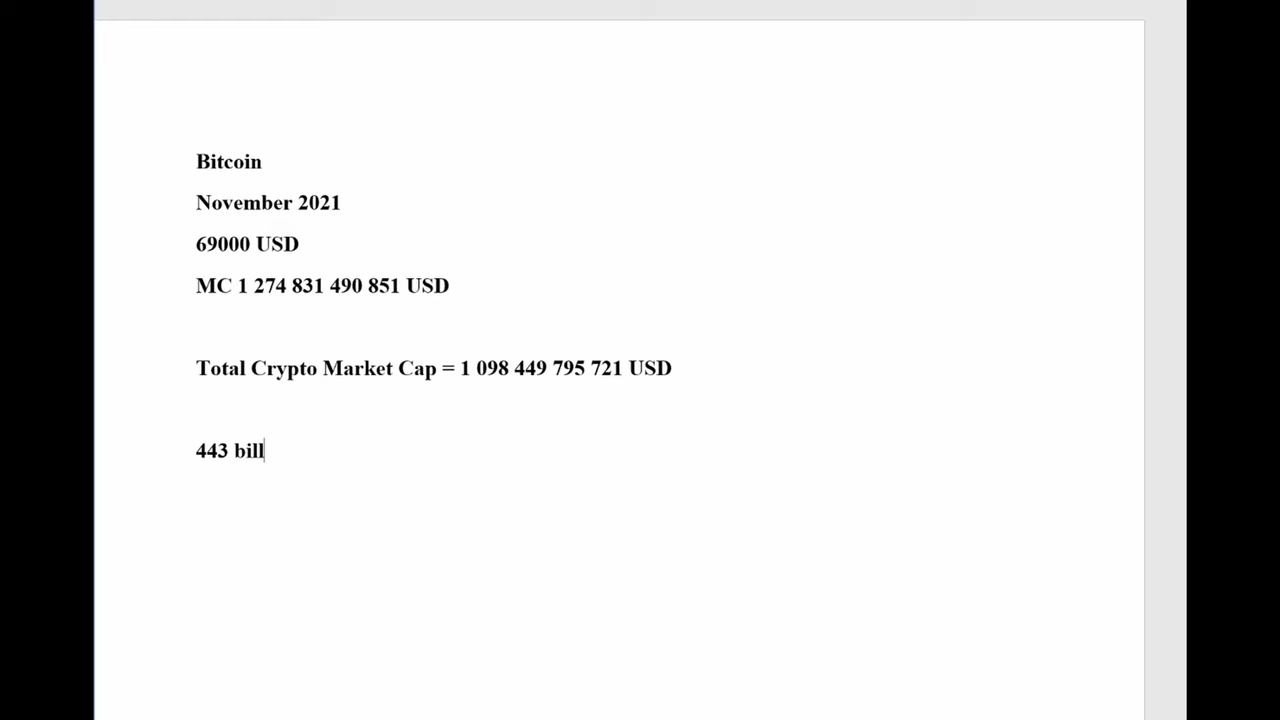 Bitcoin
November 2021
69000 USD
MC 1 274 831 490 851 USD
Total Crypto Market Cap = 1 098 449 795 721 USD
443 bill